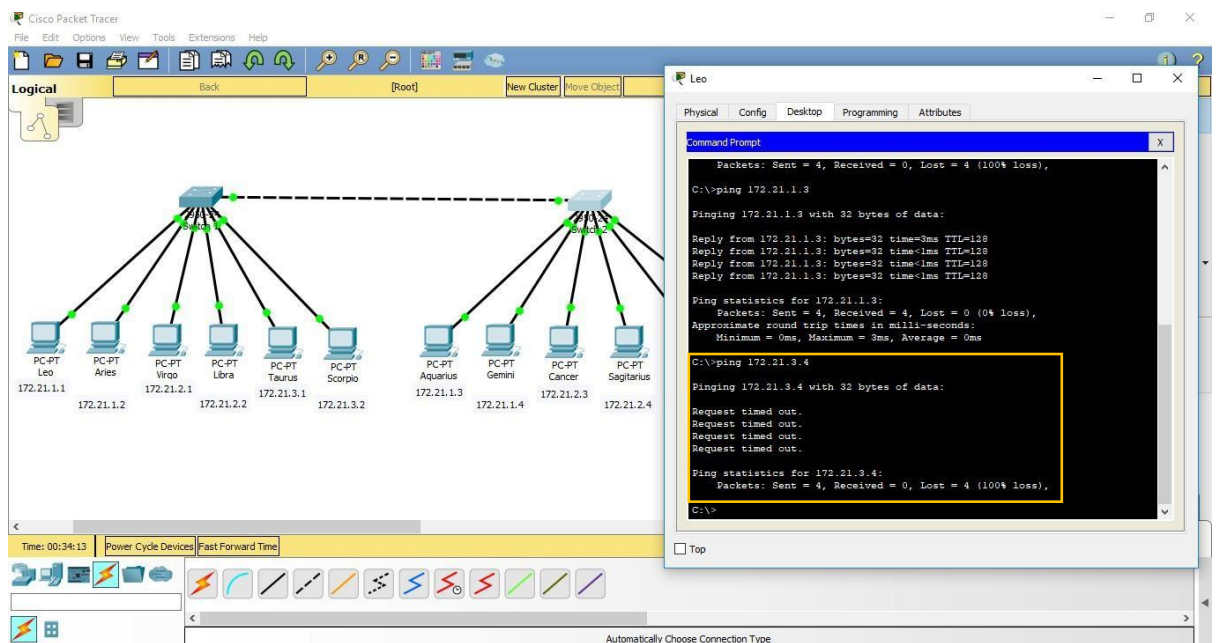 Cisco Packet Tracer
File Edit Options View Tools Extensions Help
Logical
Back
[Root]
New Cluster
Move Object
Switch 1
Switch 2
PC-PT
Leo
172.21.1.1
PC-PT
Aries
172.21.1.2
PC-PT
Virgo
172.21.2.1
PC-PT
Libra
172.21.2.2
PC-PT
Taurus
172.21.3.1
PC-PT
Scorpio
172.21.3.2
PC-PT
Aquarius
172.21.1.3
PC-PT
Gemini
172.21.1.4
PC-PT
Cancer
172.21.2.3
PC-PT
Sagitarius
172.21.2.4
Leo
Physical Config Desktop Programming Attributes
Command Prompt
X
Packets: Sent = 4, Received = 0, Lost = 4 (100% loss),
C:\>ping 172.21.1.3
Pinging 172.21.1.3 with 32 bytes of data:
Reply from 172.21.1.3: bytes=32 time=3ms TTL=128
Reply from 172.21.1.3: bytes=32 time<1ms TTL=128
Reply from 172.21.1.3: bytes=32 time<1ms TTL=128
Reply from 172.21.1.3: bytes=32 time<1ms TTL=128
Ping statistics for 172.21.1.3:
Packets: Sent = 4, Received = 4, Lost = 0 (0% loss),
Approximate round trip times in milli-seconds:
Minimum = 0ms, Maximum = 3ms, Average = 0ms
C:\>ping 172.21.3.4
Pinging 172.21.3.4 with 32 bytes of data:
Request timed out.
Request timed out.
Request timed out.
Request timed out.
Ping statistics for 172.21.3.4:
Packets: Sent = 4, Received = 0, Lost = 4 (100% loss),
C:\>
Top
Time: 00:34:13
Power Cycle Devices
Fast Forward Time
Automatically Choose Connection Type